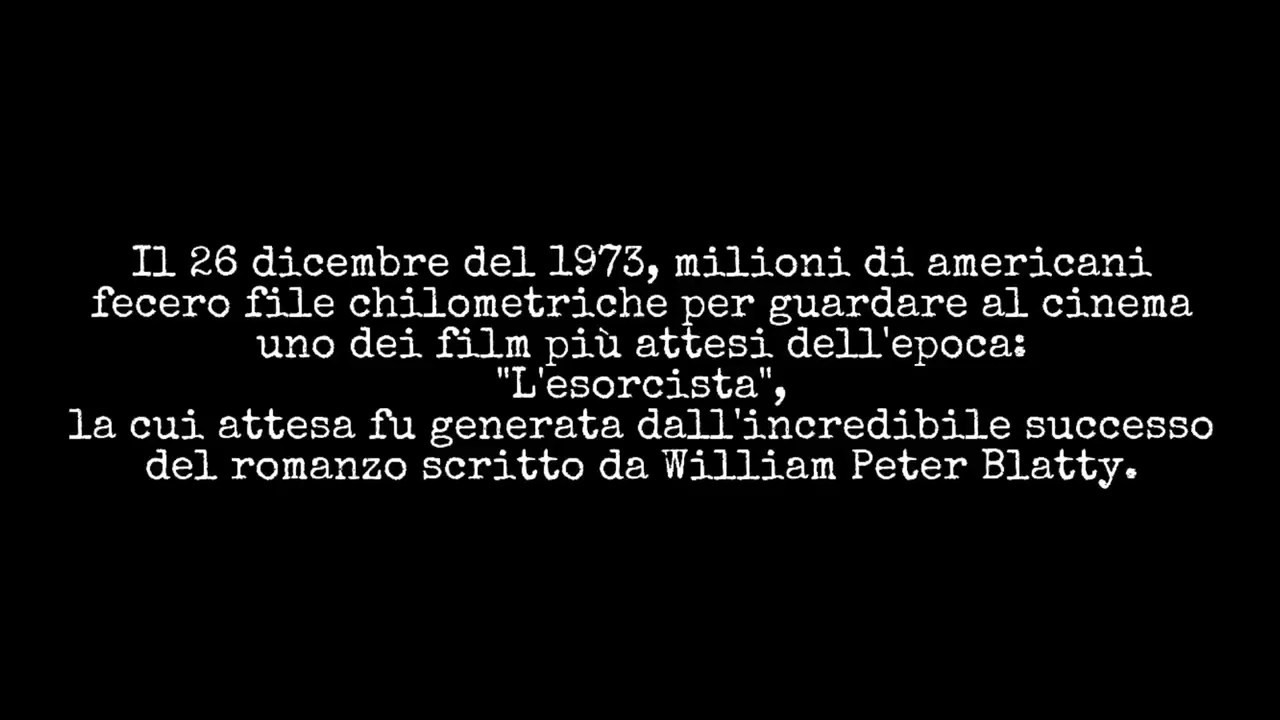 Il 26 dicembre del 1973, milioni di americani
fecero file chilometriche per guardare al cinema
uno dei film più attesi dell'epoca:
"L'esorcista",
la cui attesa fu generata dall'incredibile successo
del romanzo scritto da William Peter Blatty.